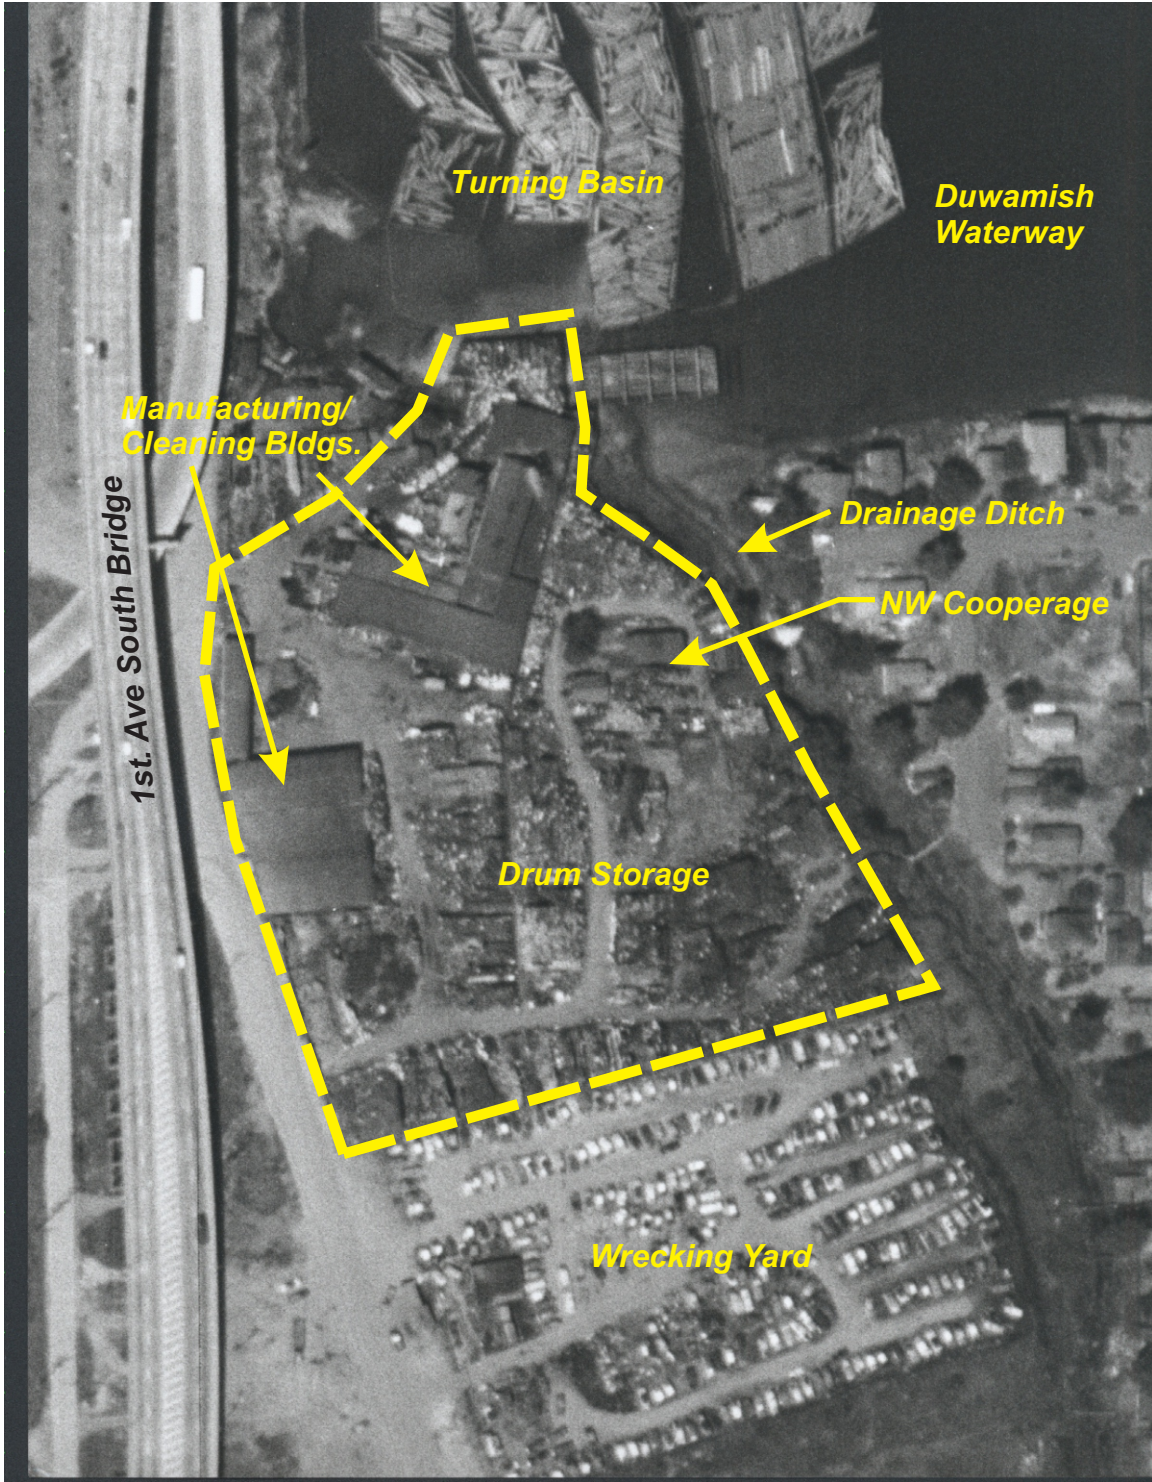 Turning Basin
Duwamish
Waterway
Manufacturing/
Cleaning Bldgs.
1st. Ave South Bridge
Drainage Ditch
NW Cooperage
Drum Storage
Wrecking Yard